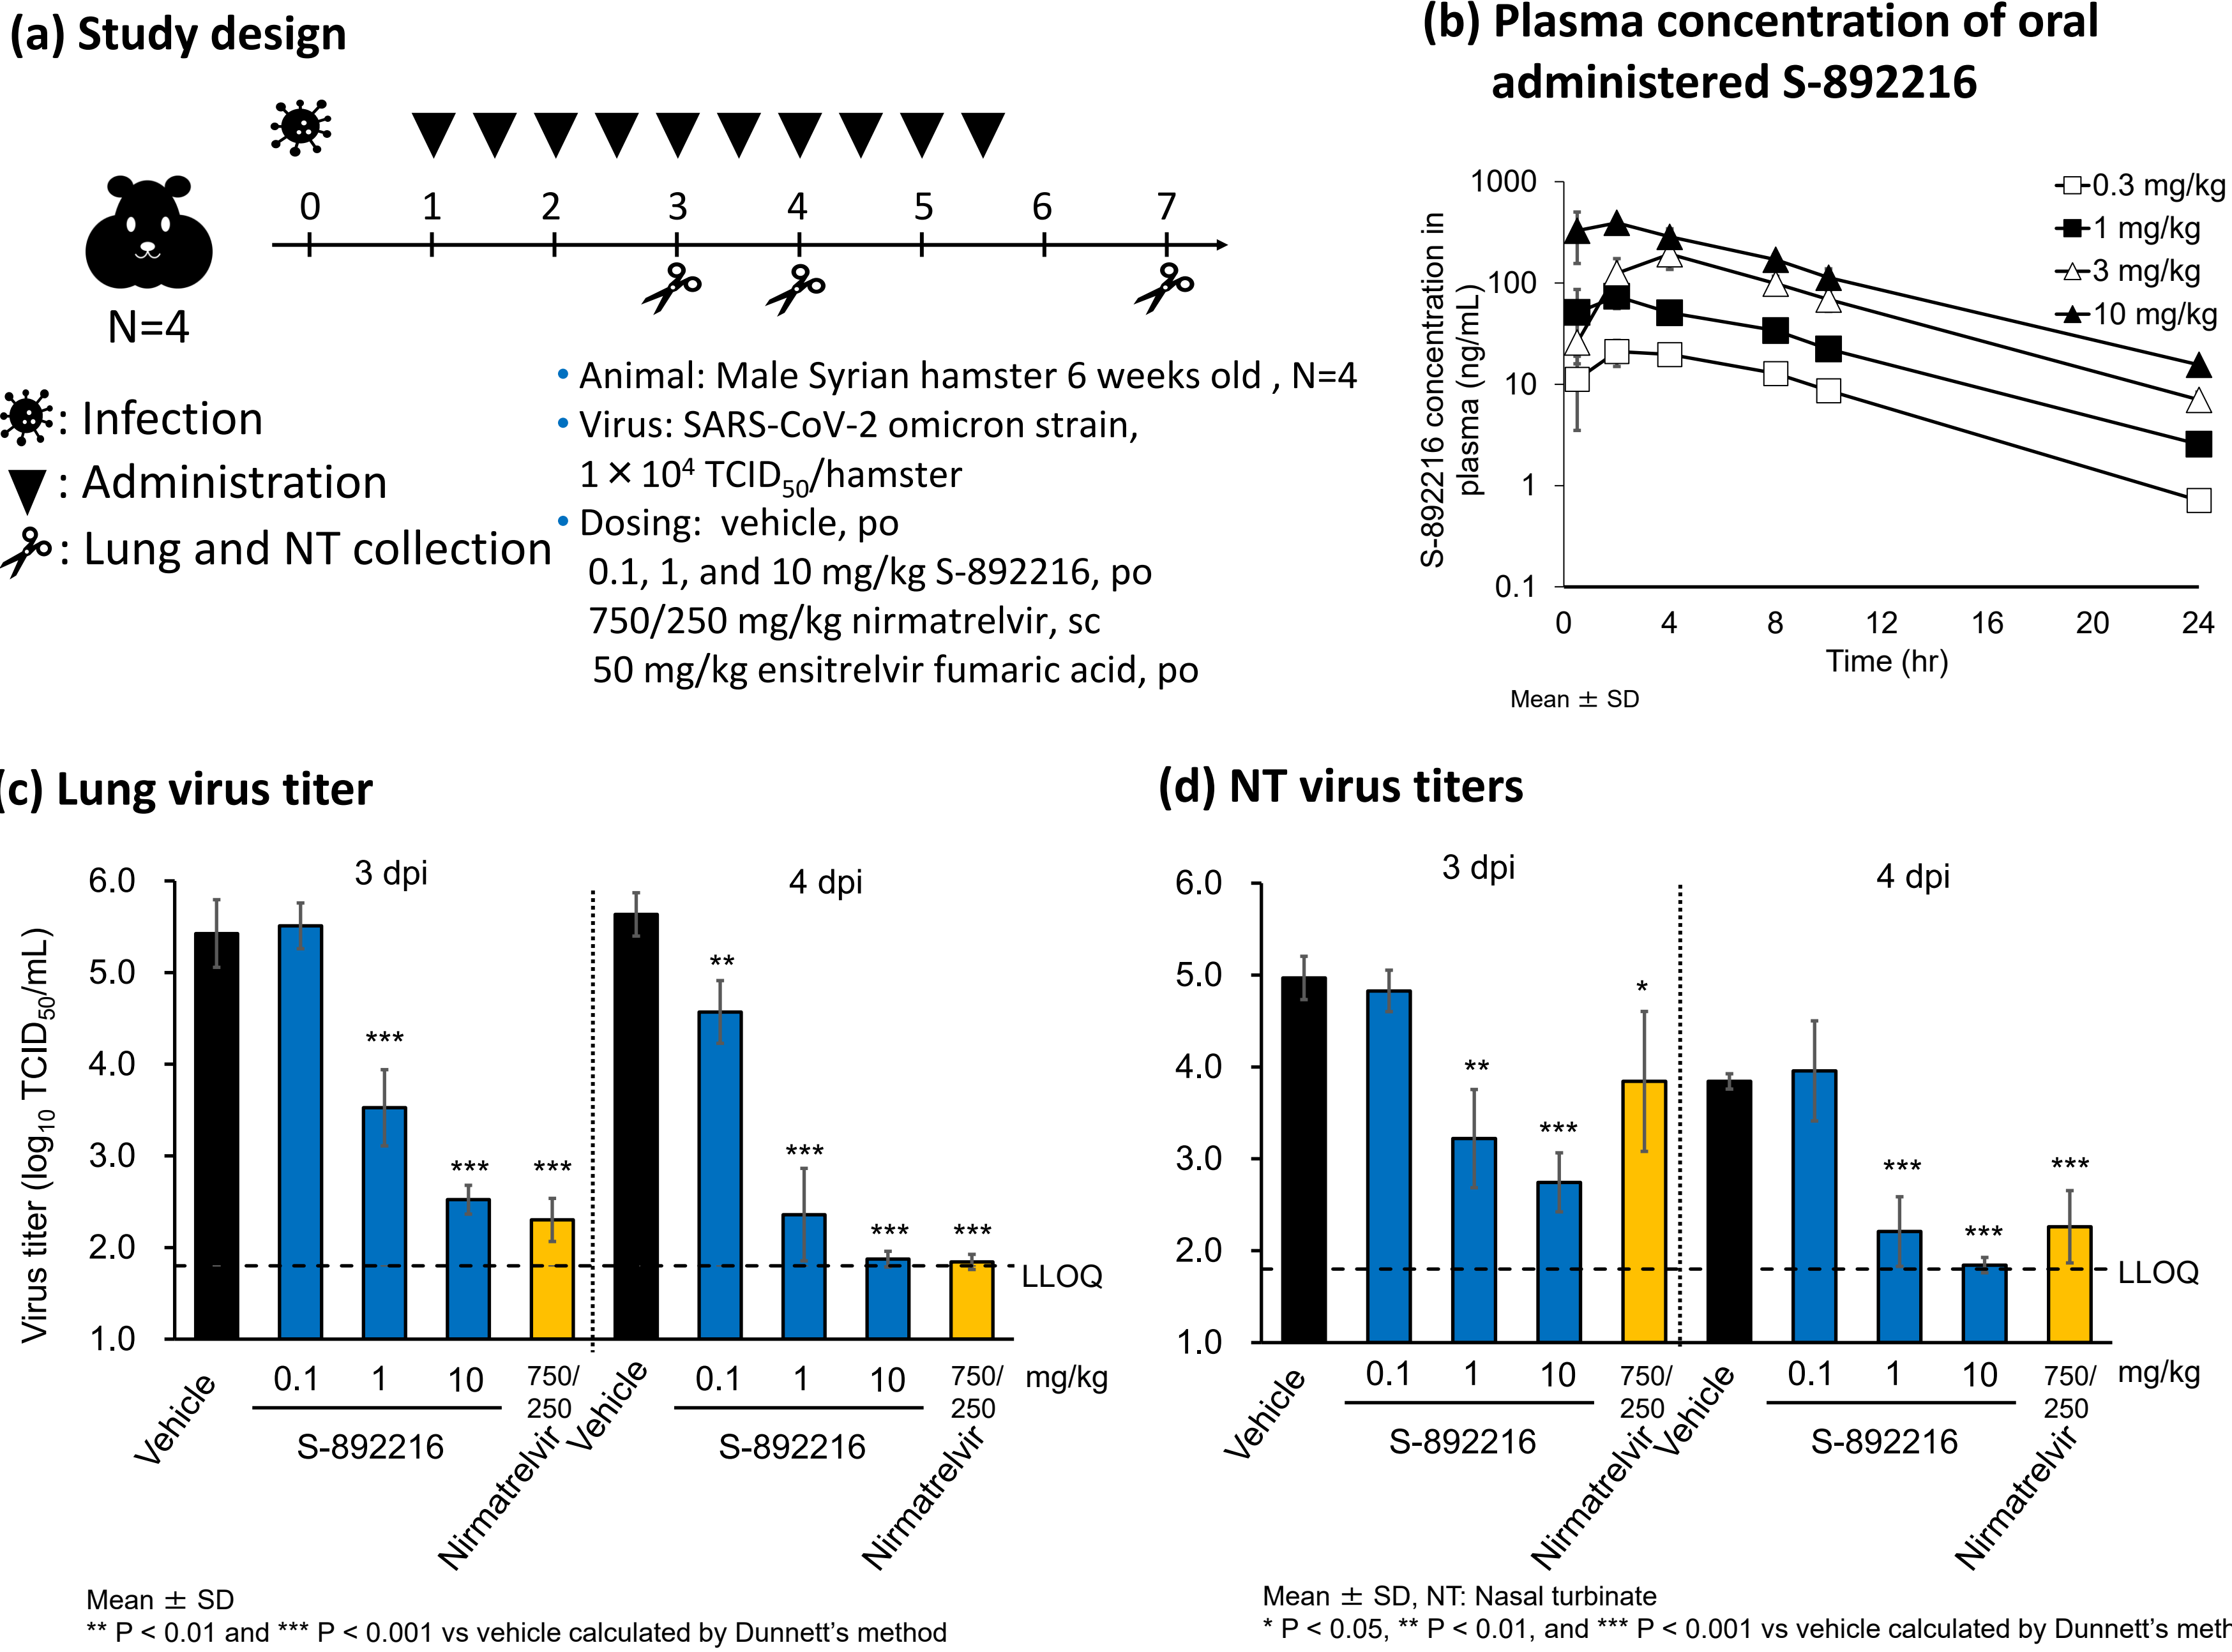 (a) Study design
0 1 2 3 4 5 6 7
N=4
: Infection
: Administration
: Lung and NT collection
• Animal: Male Syrian hamster 6 weeks old , N=4
• Virus: SARS-CoV-2 omicron strain,
1×10⁴ TCID₅₀/hamster
• Dosing: vehicle, po
0.1, 1, and 10 mg/kg S-892216, po
750/250 mg/kg nirmatrelvir, sc
50 mg/kg ensitrelvir fumaric acid, po
(b) Plasma concentration of oral
administered S-892216
S-892216 concentration in
plasma (ng/mL)
1000
100
10
1
0.1
0.3 mg/kg
1 mg/kg
3 mg/kg
10 mg/kg
0 4 8 12 16 20 24
Time (hr)
Mean ± SD
(c) Lung virus titer
3 dpi 4 dpi
Virus titer (log₁₀ TCID₅₀/mL)
6.0
5.0
4.0
3.0
2.0
1.0
*** *** *** ** *** *** ***
LLOQ
Vehicle 0.1 1 10 750/ Vehicle 0.1 1 10 750/ mg/kg
250 250
S-892216 S-892216
Nirmatrelvir Nirmatrelvir
Mean ± SD
** P < 0.01 and *** P < 0.001 vs vehicle calculated by Dunnett’s method
(d) NT virus titers
3 dpi 4 dpi
6.0
5.0
4.0
3.0
2.0
1.0
** *** * *** *** ***
LLOQ
Vehicle 0.1 1 10 750/ Vehicle 0.1 1 10 750/ mg/kg
250 250
S-892216 S-892216
Nirmatrelvir Nirmatrelvir
Mean ± SD, NT: Nasal turbinate
* P < 0.05, ** P < 0.01, and *** P < 0.001 vs vehicle calculated by Dunnett’s met